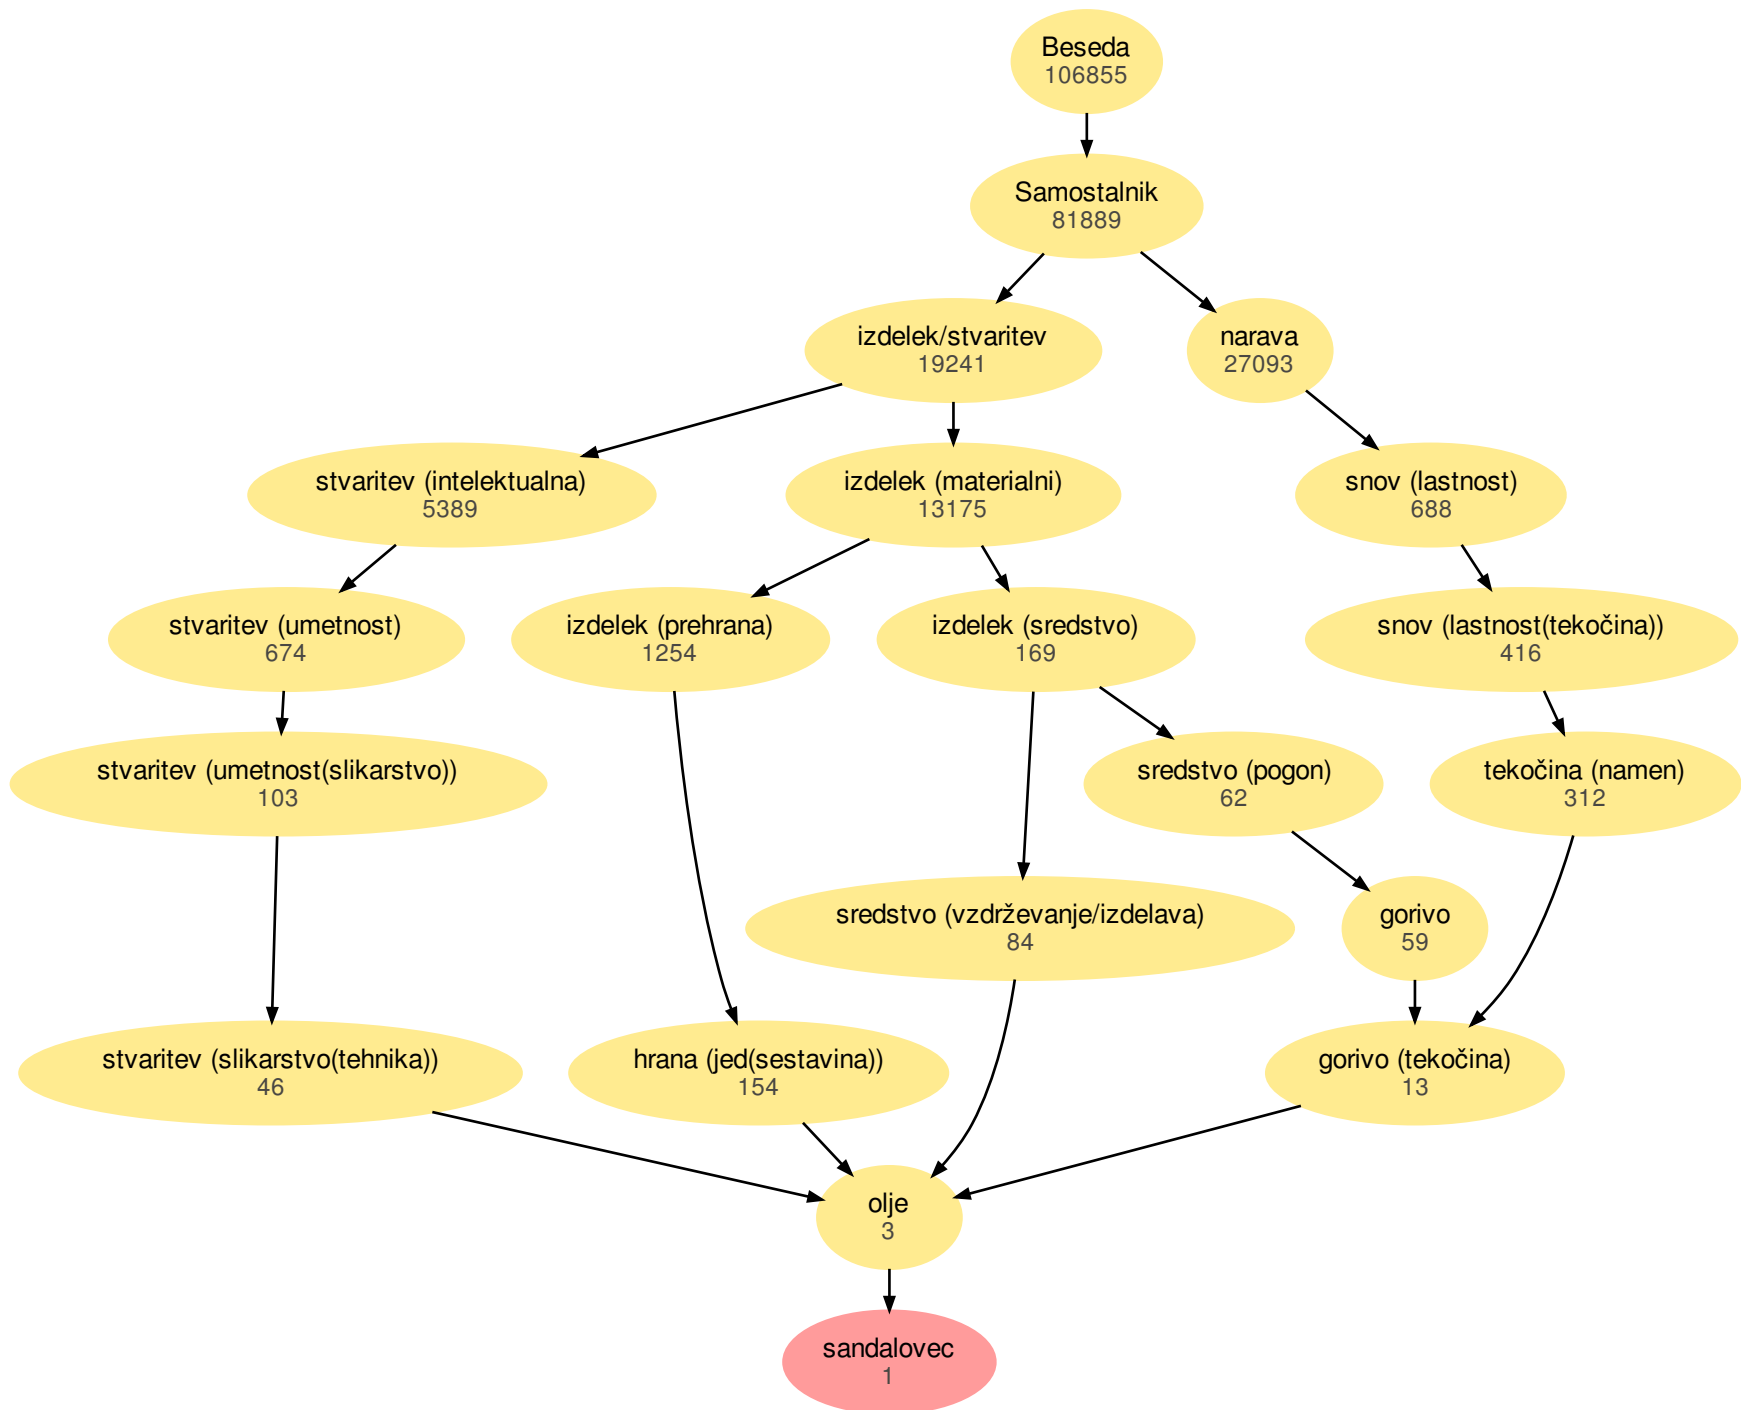 Beseda
106855
Samostalnik
81889
izdelek/stvaritev
19241
narava
27093
stvaritev (intelektualna)
5389
izdelek (materialni)
13175
snov (lastnost)
688
stvaritev (umetnost)
674
izdelek (prehrana)
1254
izdelek (sredstvo)
169
snov (lastnost(tekočina))
416
stvaritev (umetnost(slikarstvo))
103
sredstvo (pogon)
62
tekočina (namen)
312
sredstvo (vzdrževanje/izdelava)
84
gorivo
59
stvaritev (slikarstvo(tehnika))
46
hrana (jed(sestavina))
154
gorivo (tekočina)
13
olje
3
sandalovec
1